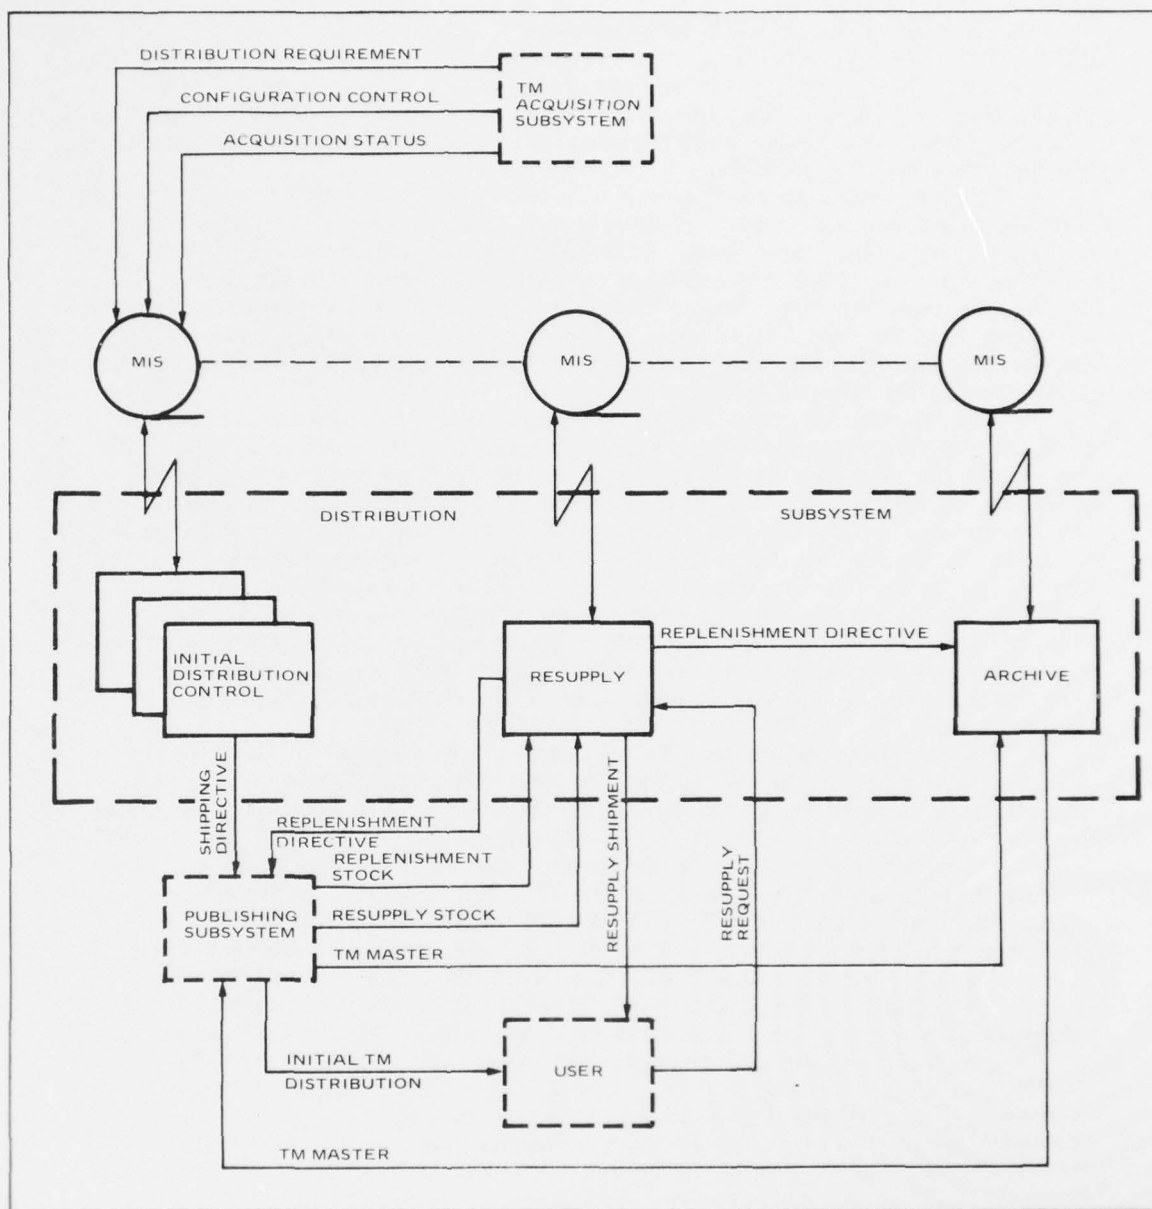 DISTRIBUTION REQUIREMENT
CONFIGURATION CONTROL
ACQUISITION STATUS
TM
ACQUISITION
SUBSYSTEM
MIS
MIS
MIS
DISTRIBUTION
SUBSYSTEM
INITIAL
DISTRIBUTION
CONTROL
RESUPPLY
REPLENISHMENT DIRECTIVE
ARCHIVE
SHIPPING
DIRECTIVE
REPLENISHMENT
DIRECTIVE
REPLENISHMENT
STOCK
RESUPPLY STOCK
TM MASTER
RESUPPLY SHIPMENT
RESUPPLY
REQUEST
PUBLISHING
SUBSYSTEM
INITIAL TM
DISTRIBUTION
USER
TM MASTER